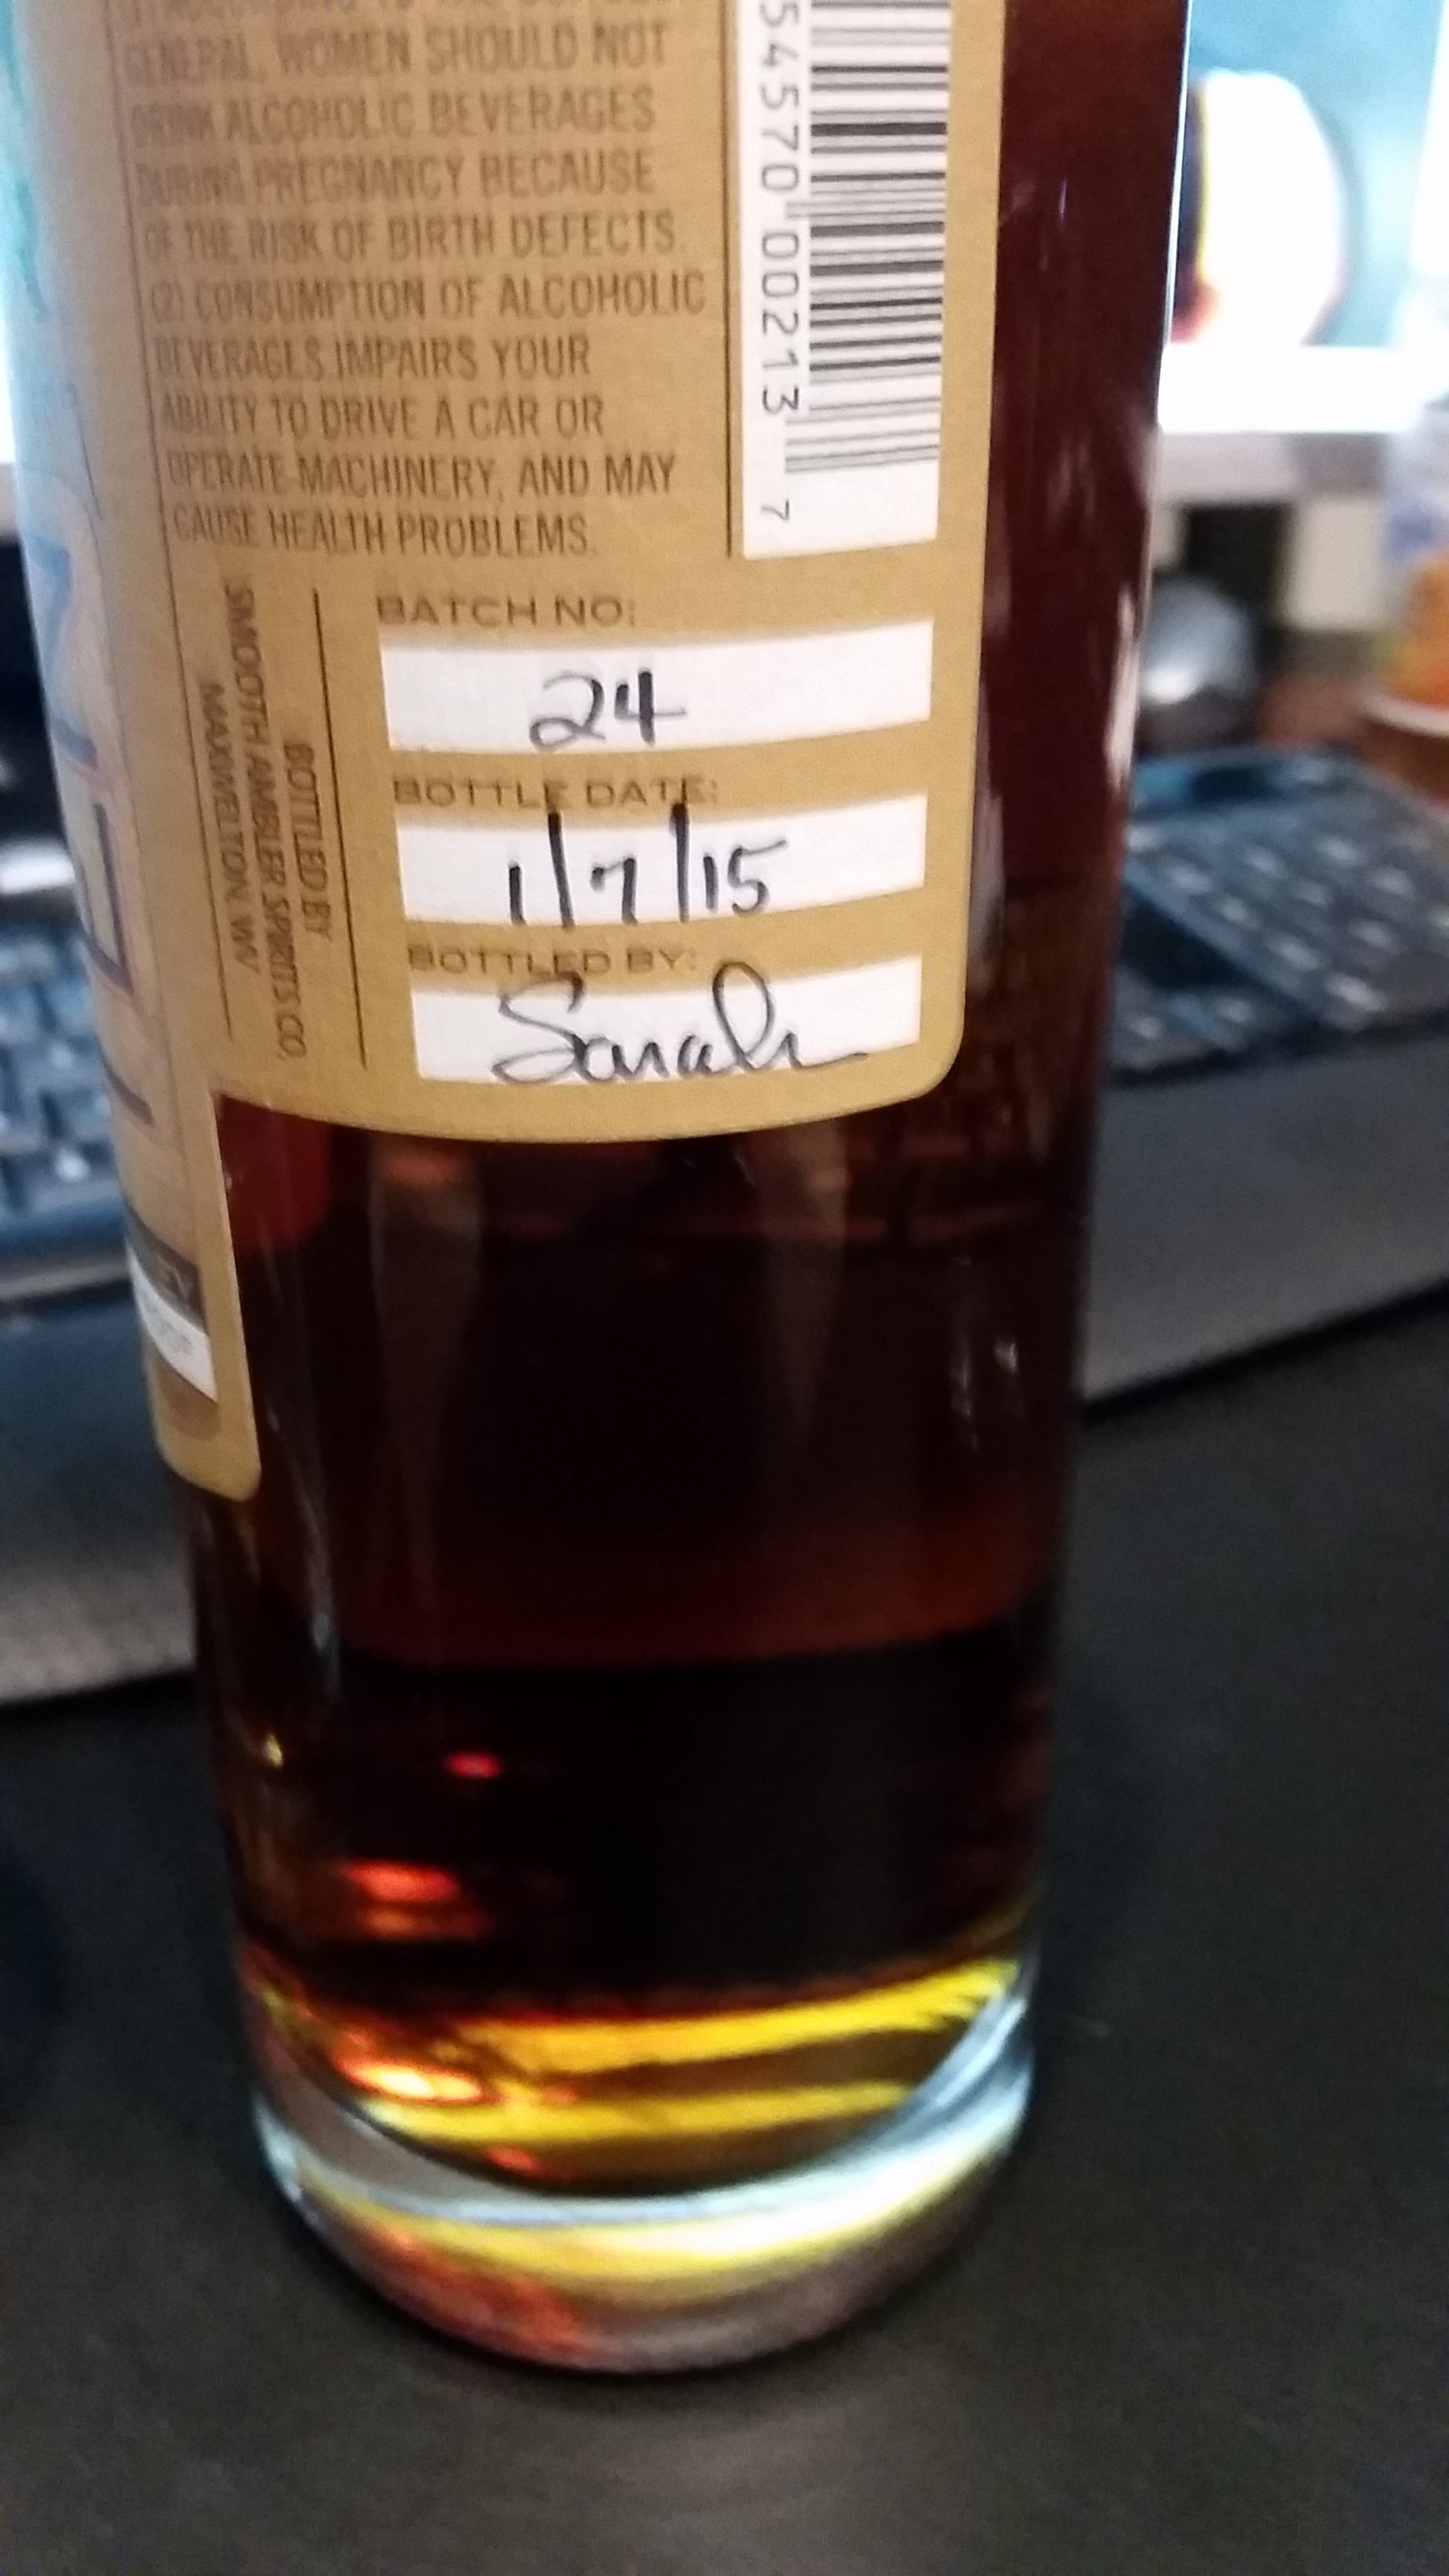 GENERAL, WOMEN SHOULD NOT
DRINK ALCOHOLIC BEVERAGES
DURING PREGNANCY BECAUSE
OF THE RISK OF BIRTH DEFECTS.
(2) CONSUMPTION OF ALCOHOLIC
BEVERAGES IMPAIRS YOUR
ABILITY TO DRIVE A CAR OR
OPERATE MACHINERY, AND MAY
CAUSE HEALTH PROBLEMS.
54570 00213 7
BOTTLED BY
SMOOTH AMBLER SPIRITS CO.
MAXWELTON, WV
BATCH NO:
24
BOTTLE DATE:
1/7/15
BOTTLED BY:
Sarah